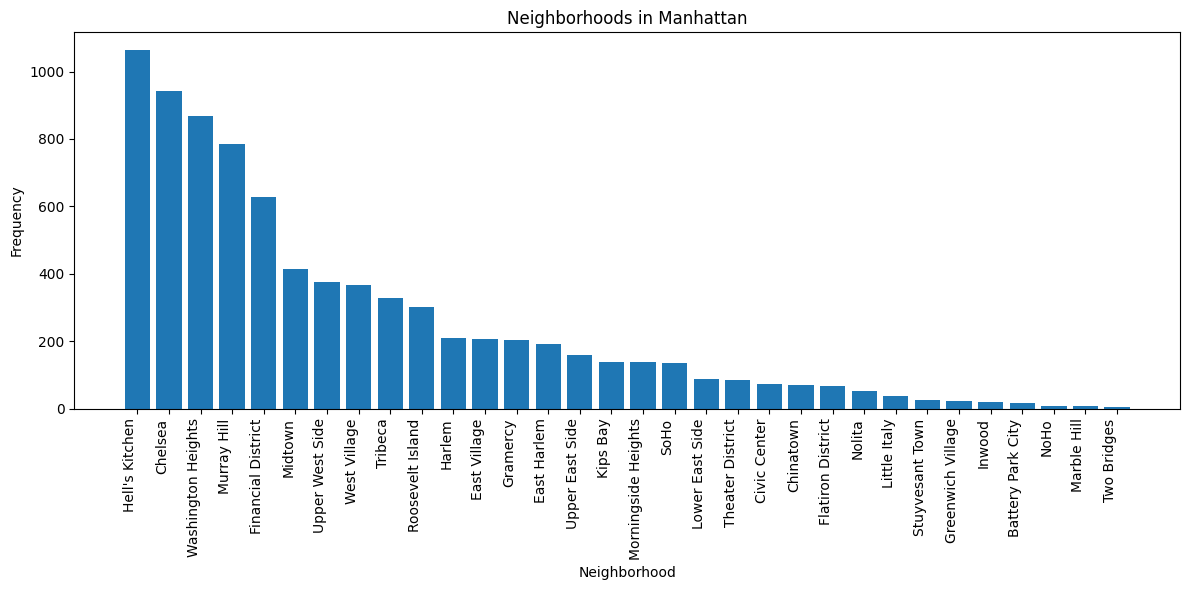 Neighborhoods in Manhattan
Frequency
1000
800
600
400
200
0
Hell's Kitchen
Chelsea
Washington Heights
Murray Hill
Financial District
Midtown
Upper West Side
West Village
Tribeca
Roosevelt Island
Harlem
East Village
Gramercy
East Harlem
Upper East Side
Kips Bay
Morningside Heights
SoHo
Lower East Side
Theater District
Civic Center
Chinatown
Flatiron District
Nolita
Little Italy
Stuyvesant Town
Greenwich Village
Inwood
Battery Park City
NoHo
Marble Hill
Two Bridges
Neighborhood